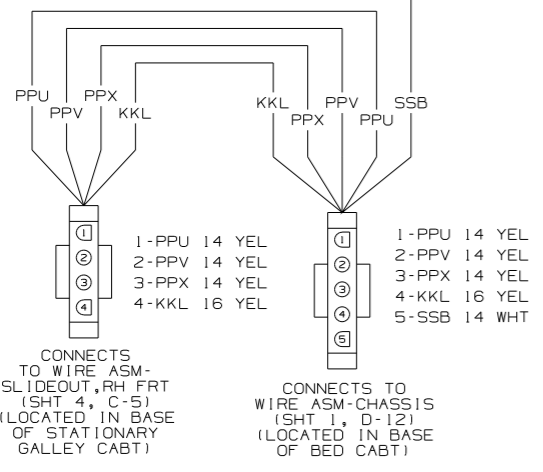 PPU
PPV
PPX
KKL
KKL
PPX
PPV
PPU
SSB
1
2
3
4
1-PPU 14 YEL
2-PPV 14 YEL
3-PPX 14 YEL
4-KKL 16 YEL
1
2
3
4
5
1-PPU 14 YEL
2-PPV 14 YEL
3-PPX 14 YEL
4-KKL 16 YEL
5-SSB 14 WHT
CONNECTS
TO WIRE ASM-
SLIDEOUT,RH FRT
(SHT 4, C-5)
(LOCATED IN BASE
OF STATIONARY
GALLEY CABT)
CONNECTS TO
WIRE ASM-CHASSIS
(SHT 1, D-12)
(LOCATED IN BASE
OF BED CABT)